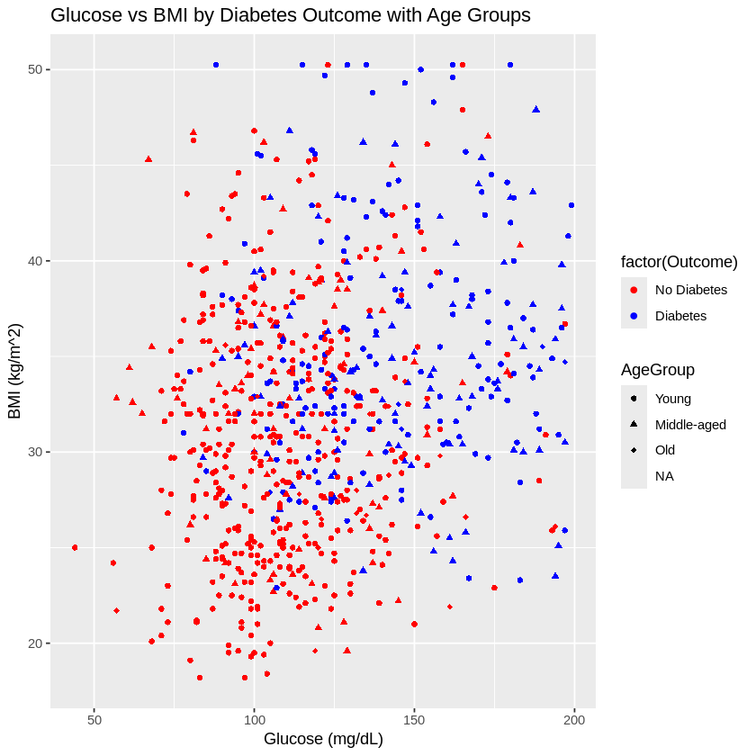 Glucose vs BMI by Diabetes Outcome with Age Groups
50
40
30
20
BMI (kg/m^2)
50
100
150
200
Glucose (mg/dL)
factor(Outcome)
No Diabetes
Diabetes
AgeGroup
Young
Middle-aged
Old
NA